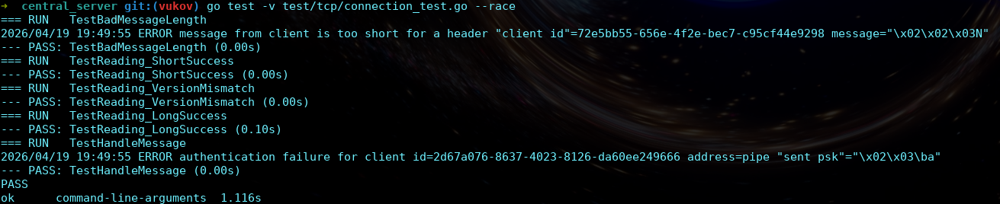 ➜  central_server git:(vukov) go test -v test/tcp/connection_test.go --race
=== RUN   TestBadMessageLength
2026/04/19 19:49:55 ERROR message from client is too short for a header "client id"=72e5bb55-656e-4f2e-bec7-c95cf44e9298 message="\x02\x02\x03N"
--- PASS: TestBadMessageLength (0.00s)
=== RUN   TestReading_ShortSuccess
--- PASS: TestReading_ShortSuccess (0.00s)
=== RUN   TestReading_VersionMismatch
--- PASS: TestReading_VersionMismatch (0.00s)
=== RUN   TestReading_LongSuccess
--- PASS: TestReading_LongSuccess (0.10s)
=== RUN   TestHandleMessage
2026/04/19 19:49:55 ERROR authentication failure for client id=2d67a076-8637-4023-8126-da60ee249666 address=pipe "sent psk"="\x02\x03\ba"
--- PASS: TestHandleMessage (0.00s)
PASS
ok      command-line-arguments  1.116s